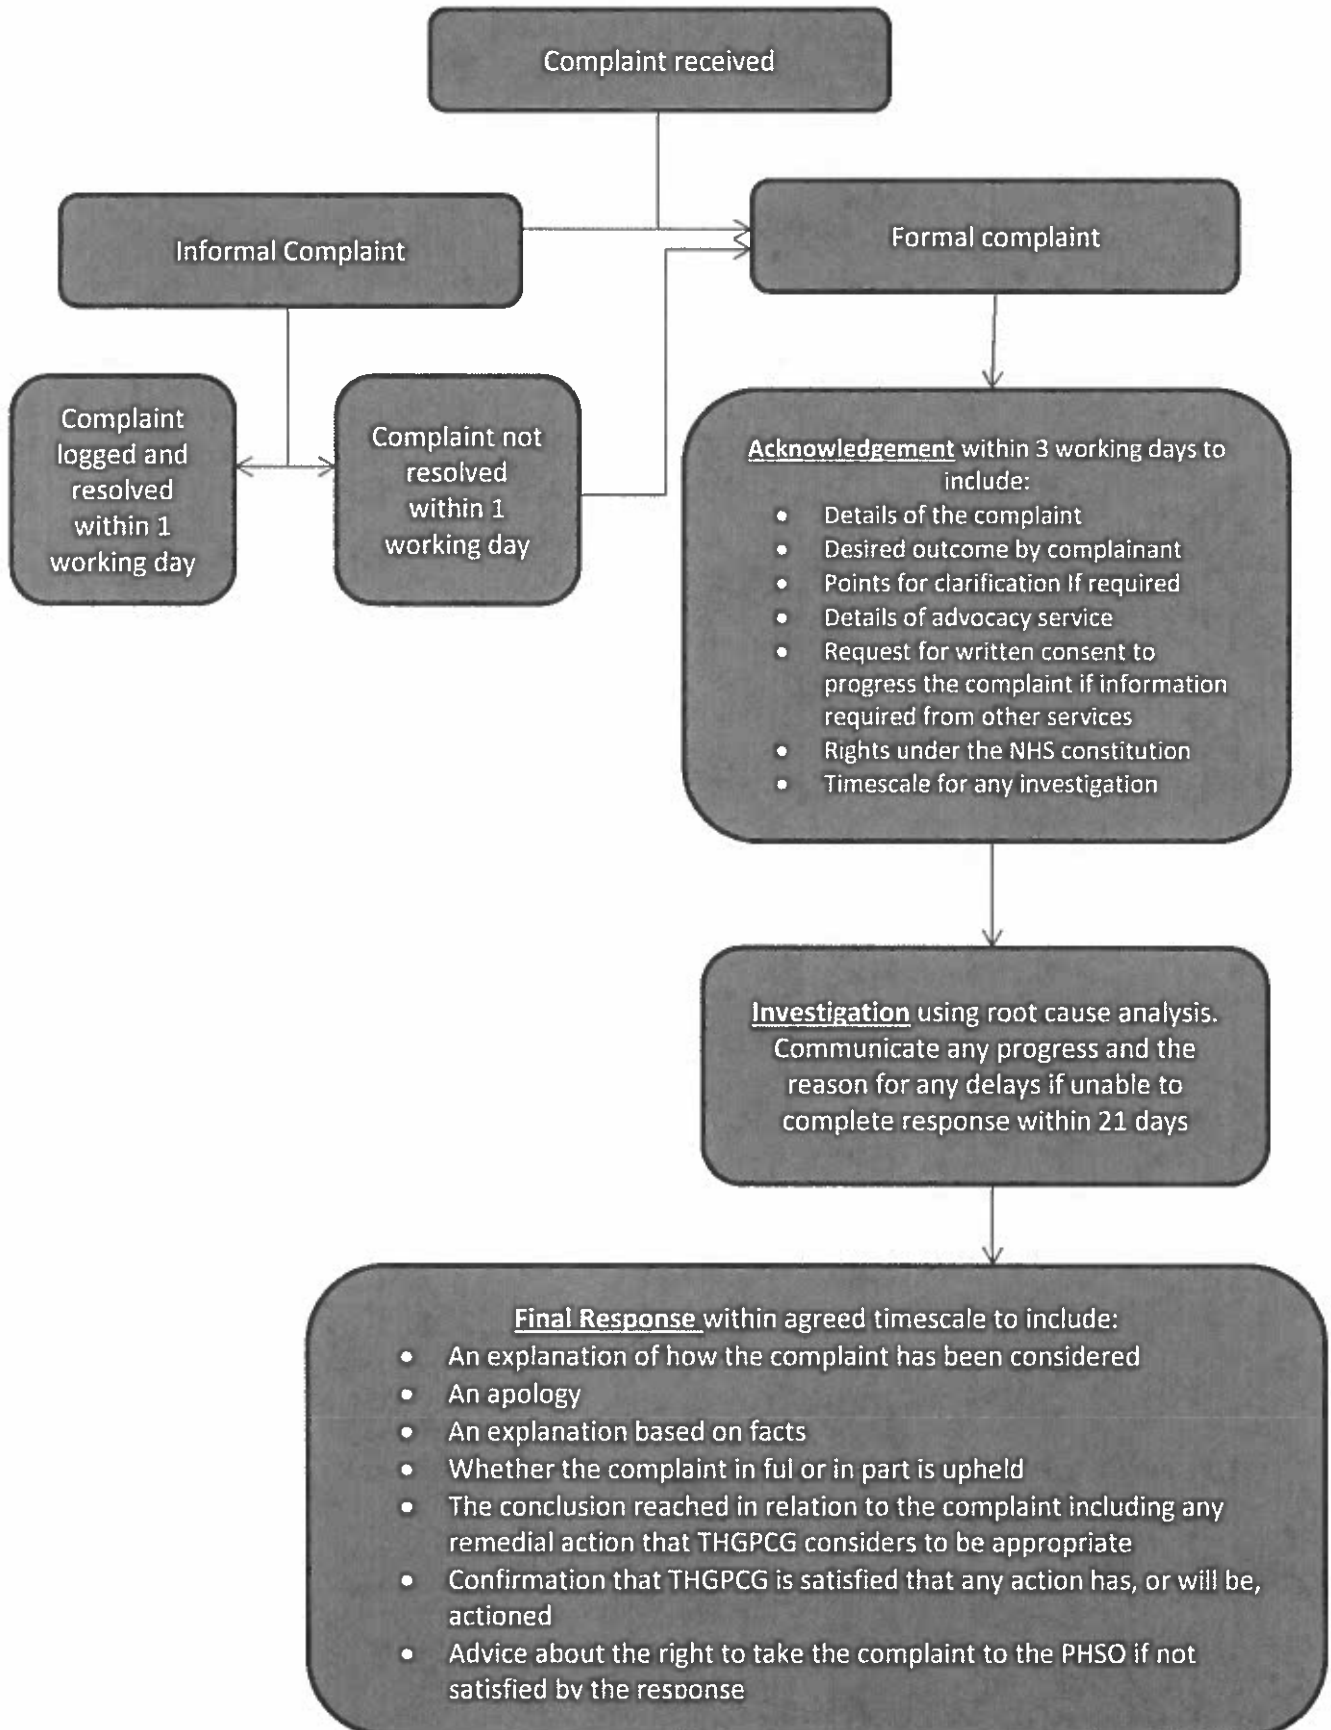 Complaint received
Informal Complaint
Formal complaint
Complaint
logged and
resolved
within 1
working day
Complaint not
resolved
within 1
working day
Acknowledgement within 3 working days to
include:
• Details of the complaint
• Desired outcome by complainant
• Points for clarification If required
• Details of advocacy service
• Request for written consent to
progress the complaint if information
required from other services
• Rights under the NHS constitution
• Timescale for any investigation
Investigation using root cause analysis.
Communicate any progress and the
reason for any delays if unable to
complete response within 21 days
Final Response within agreed timescale to include:
• An explanation of how the complaint has been considered
• An apology
• An explanation based on facts
• Whether the complaint in ful or in part is upheld
• The conclusion reached in relation to the complaint including any
remedial action that THGPCG considers to be appropriate
• Confirmation that THGPCG is satisfied that any action has, or will be,
actioned
• Advice about the right to take the complaint to the PHSO if not
satisfied by the response